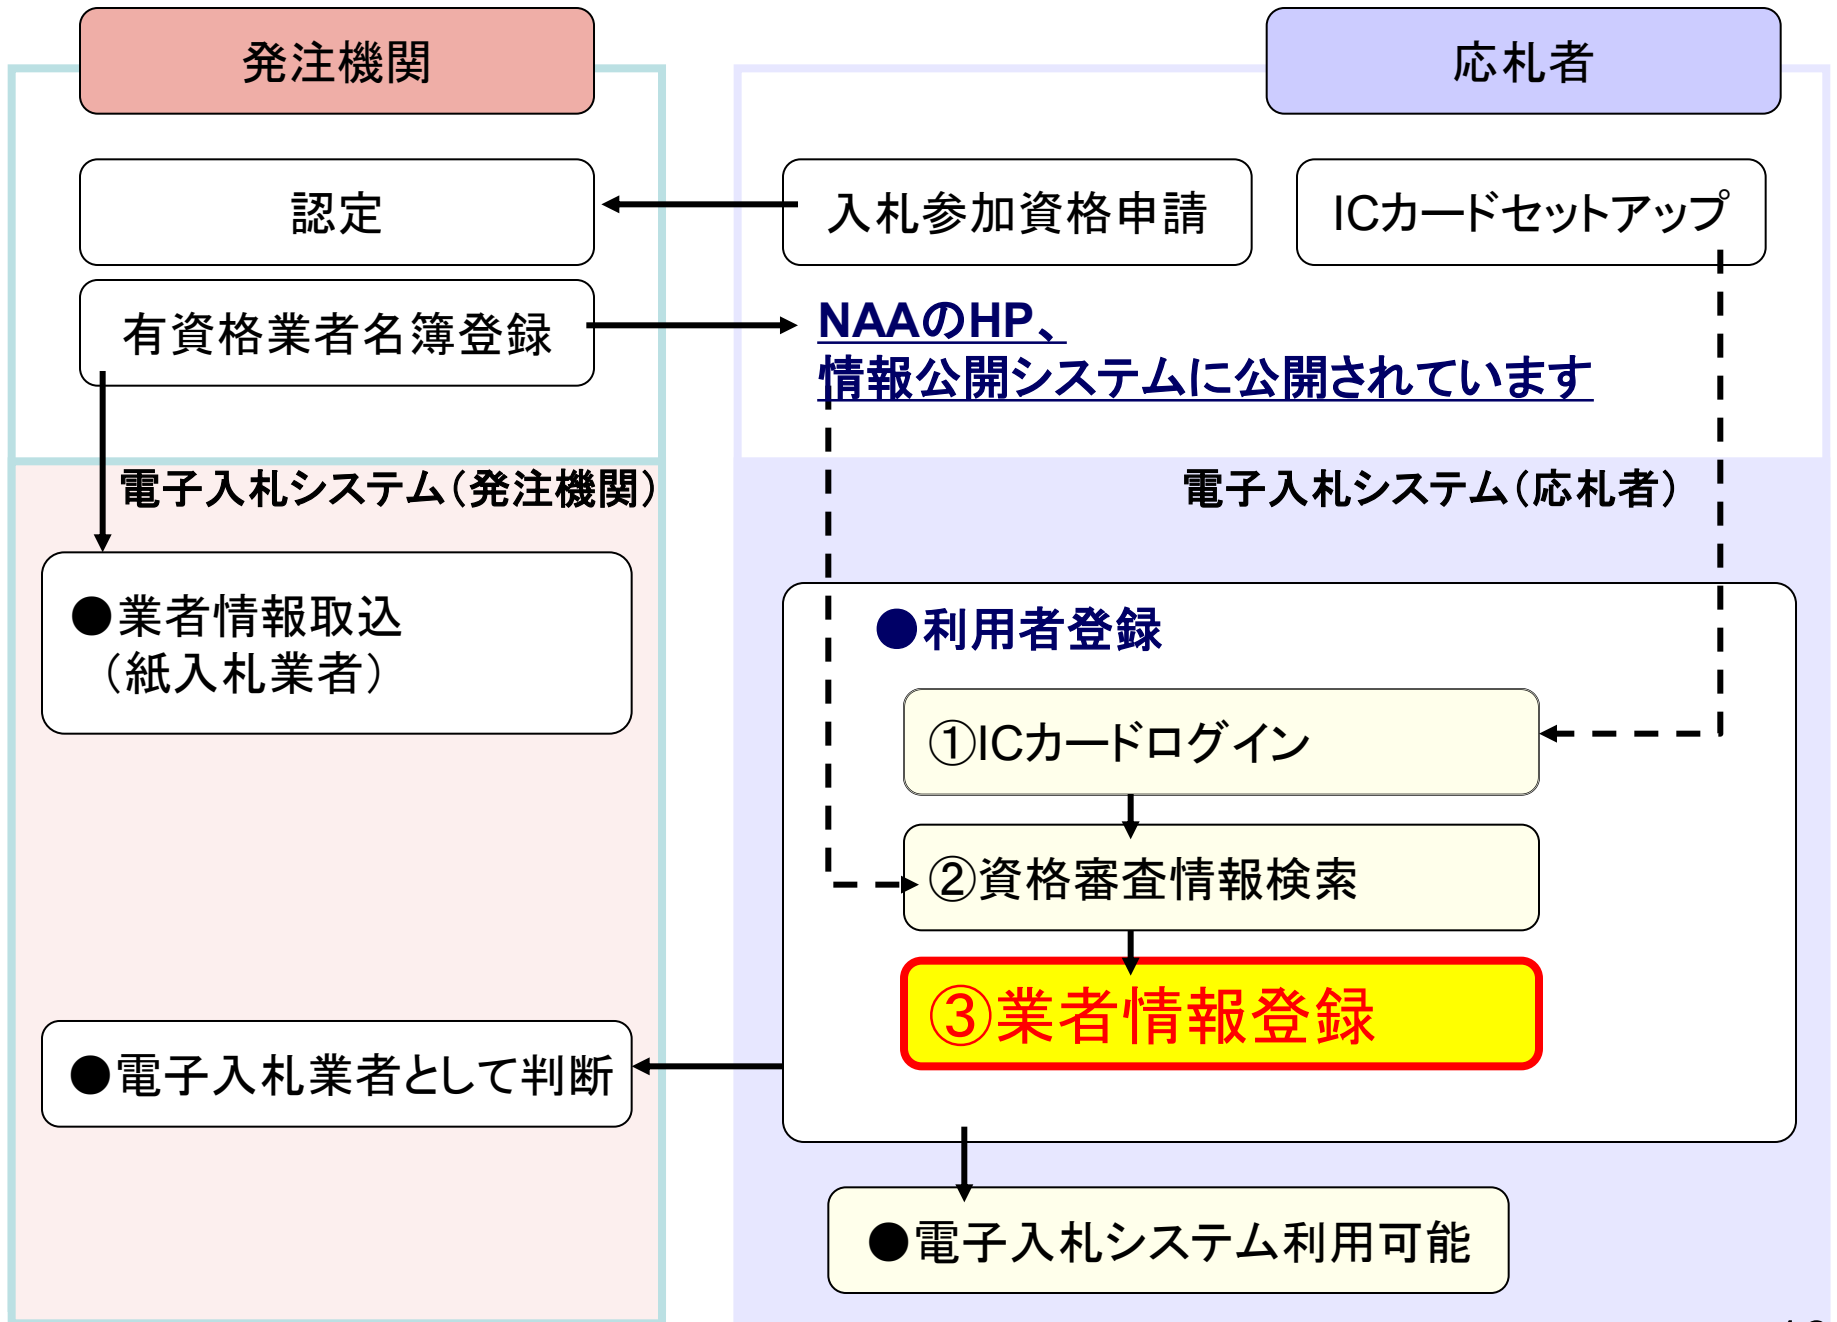 発注機関
応札者
認定
入札参加資格申請
ICカードセットアップ
有資格業者名簿登録
NAAのHP、
情報公開システムに公開されています
電子入札システム（発注機関）
電子入札システム（応札者）
●業者情報取込
（紙入札業者）
●利用者登録
①ICカードログイン
②資格審査情報検索
③業者情報登録
●電子入札業者として判断
●電子入札システム利用可能